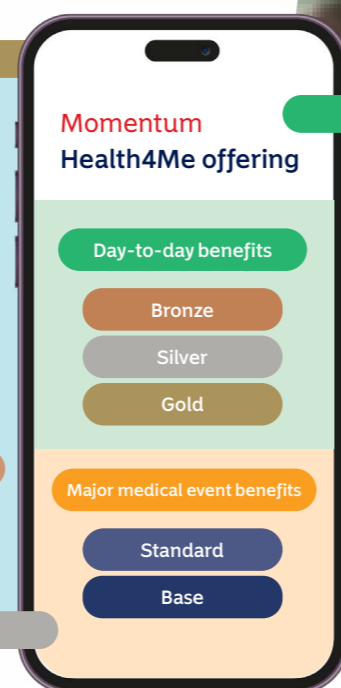 Momentum
Health4Me offering
Day-to-day benefits
Bronze
Silver
Gold
Major medical event benefits
Standard
Base